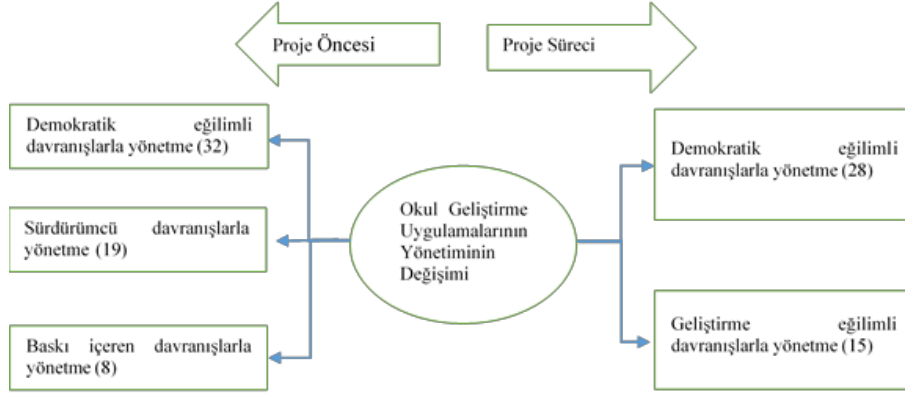 Proje Öncesi
Proje Süreci
Demokratik eğilimli
davranışlarla yönetme (32)
Sürdürümcü davranışlarla
yönetme (19)
Baskı içeren davranışlarla
yönetme (8)
Okul Geliştirme
Uygulamalarının
Yönetiminin
Değişimi
Demokratik eğilimli
davranışlarla yönetme (28)
Geliştirme eğilimli
davranışlarla yönetme (15)